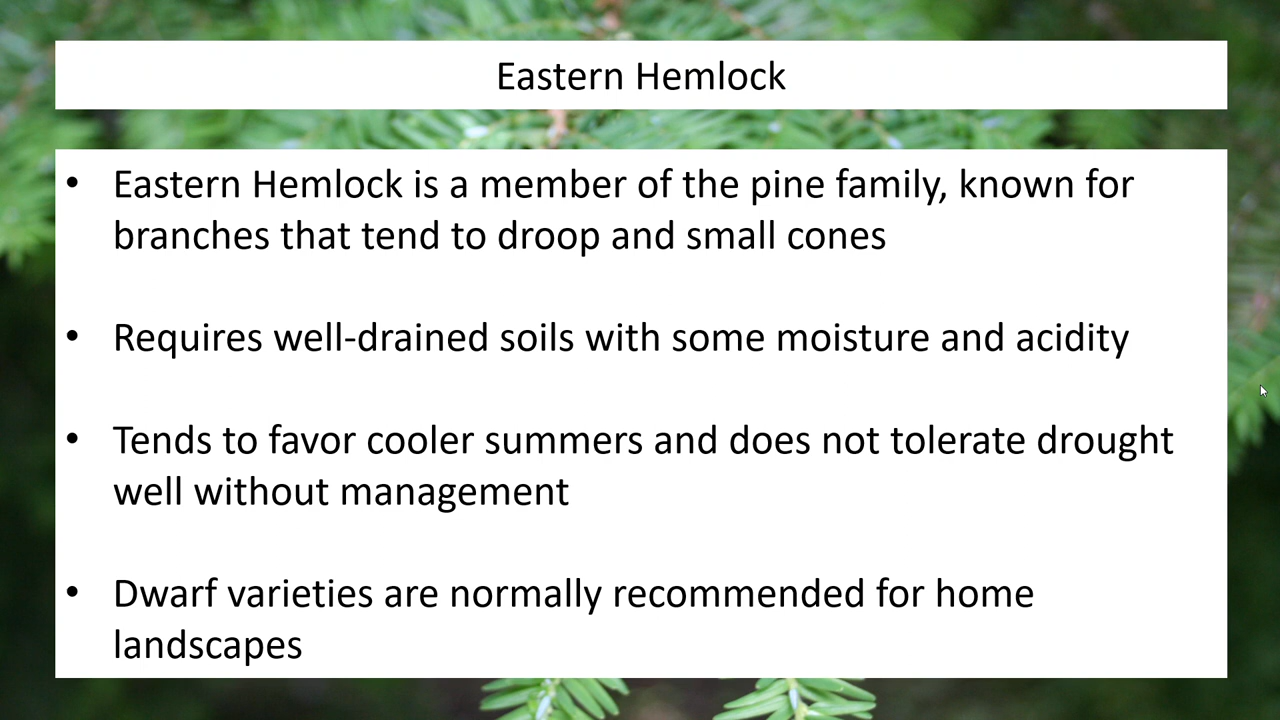 Eastern Hemlock
• Eastern Hemlock is a member of the pine family, known for
branches that tend to droop and small cones
• Requires well-drained soils with some moisture and acidity
• Tends to favor cooler summers and does not tolerate drought
well without management
• Dwarf varieties are normally recommended for home
landscapes